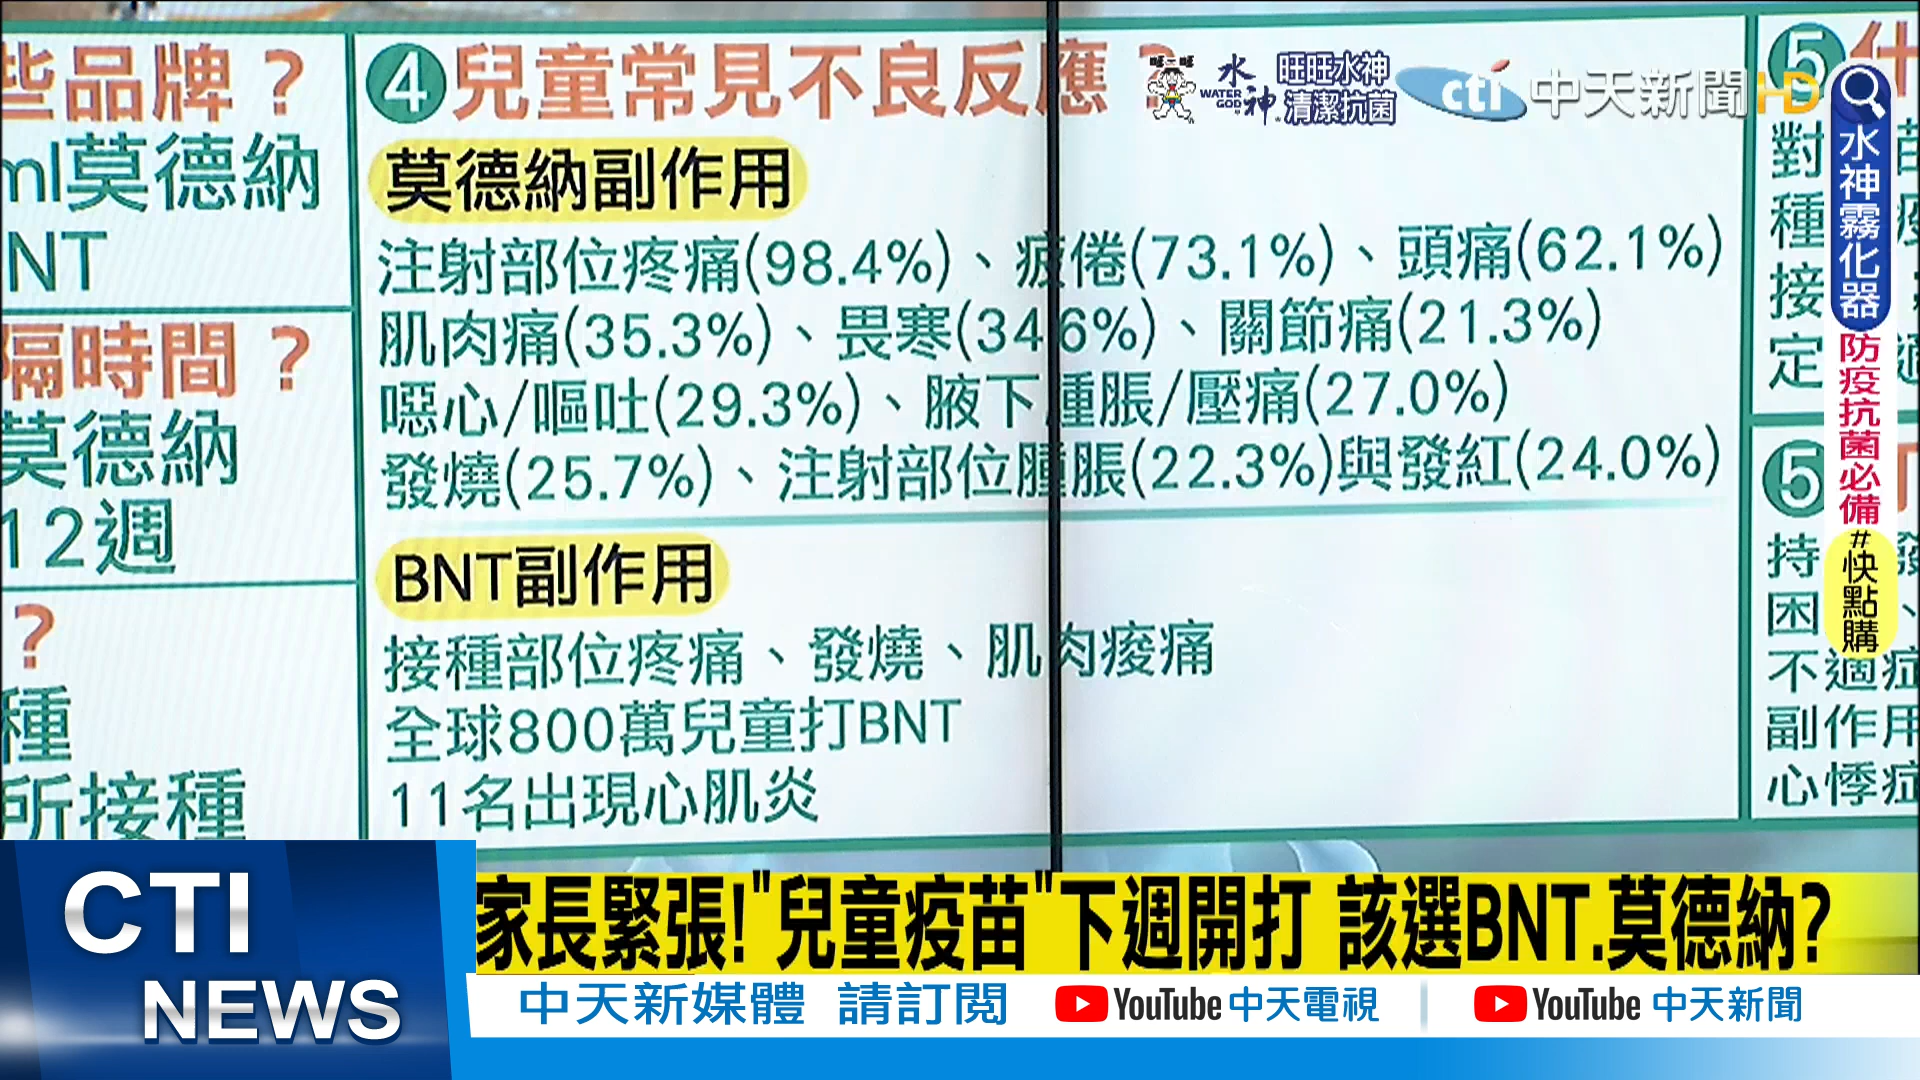 些品牌？
ml莫德納
BNT
隔時間？
莫德納
12週
？
種
所接種
④兒童常見不良反應？
莫德納副作用
注射部位疼痛(98.4%)、疲倦(73.1%)、頭痛(62.1%)
肌肉痛(35.3%)、畏寒(34.6%)、關節痛(21.3%)
噁心/嘔吐(29.3%)、腋下腫脹/壓痛(27.0%)
發燒(25.7%)、注射部位腫脹(22.3%)與發紅(24.0%)
BNT副作用
接種部位疼痛、發燒、肌肉痠痛
全球800萬兒童打BNT
11名出現心肌炎
⑤什
對
種
接
定
⑤
持
困
不適症
副作用
心悸症
旺旺
水神
WATER GOD
旺旺水神
清潔抗菌
cti 中天新聞HD
水神霧化器
防疫抗菌必備
#快點購
CTI
NEWS
家長緊張!"兒童疫苗"下週開打 該選BNT.莫德納?
中天新媒體 請訂閱 YouTube 中天電視 | YouTube 中天新聞